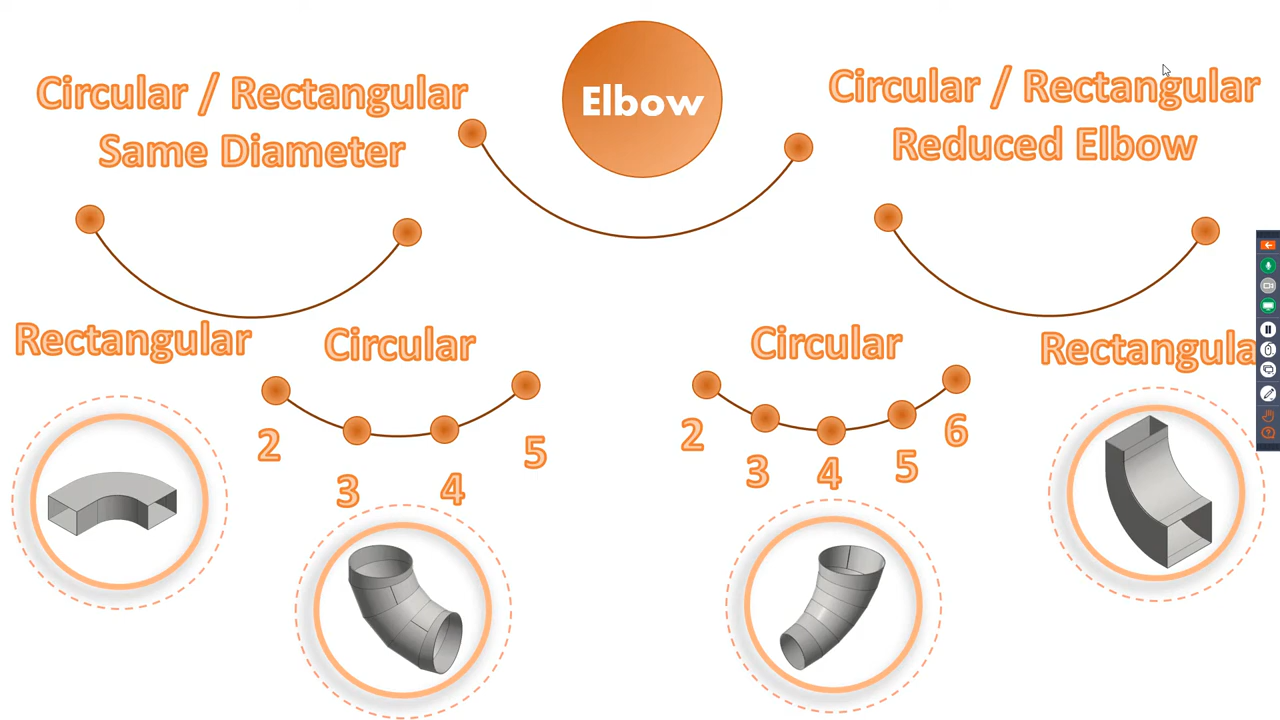 Elbow
Circular / Rectangular
Same Diameter
Circular / Rectangular
Reduced Elbow
Rectangular
Circular
2
3
4
5
Circular
2
3
4
5
6
Rectangula